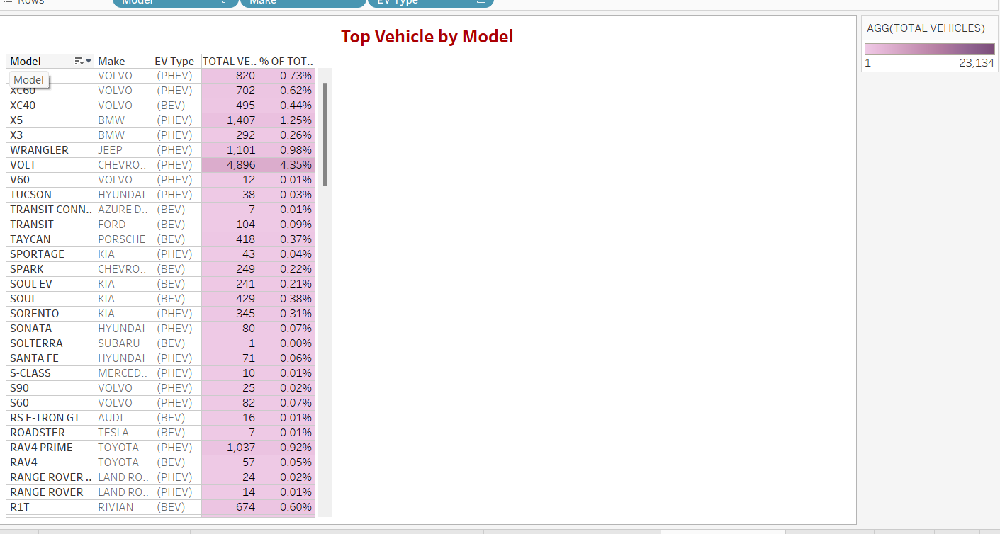 Rows Model Make EV Type
Top Vehicle by Model
AGG(TOTAL VEHICLES)
1 23,134
Model Make EV Type TOTAL VE.. % OF TOT..
Model
VOLVO (PHEV) 820 0.73%
XC60 VOLVO (PHEV) 702 0.62%
XC40 VOLVO (BEV) 495 0.44%
X5 BMW (PHEV) 1,407 1.25%
X3 BMW (PHEV) 292 0.26%
WRANGLER JEEP (PHEV) 1,101 0.98%
VOLT CHEVRO.. (PHEV) 4,896 4.35%
V60 VOLVO (PHEV) 12 0.01%
TUCSON HYUNDAI (PHEV) 38 0.03%
TRANSIT CONN.. AZURE D.. (BEV) 7 0.01%
TRANSIT FORD (BEV) 104 0.09%
TAYCAN PORSCHE (BEV) 418 0.37%
SPORTAGE KIA (PHEV) 43 0.04%
SPARK CHEVRO.. (BEV) 249 0.22%
SOUL EV KIA (BEV) 241 0.21%
SOUL KIA (BEV) 429 0.38%
SORENTO KIA (PHEV) 345 0.31%
SONATA HYUNDAI (PHEV) 80 0.07%
SOLTERRA SUBARU (BEV) 1 0.00%
SANTA FE HYUNDAI (PHEV) 71 0.06%
S-CLASS MERCED.. (PHEV) 10 0.01%
S90 VOLVO (PHEV) 25 0.02%
S60 VOLVO (PHEV) 82 0.07%
RS E-TRON GT AUDI (BEV) 16 0.01%
ROADSTER TESLA (BEV) 7 0.01%
RAV4 PRIME TOYOTA (PHEV) 1,037 0.92%
RAV4 TOYOTA (BEV) 57 0.05%
RANGE ROVER .. LAND RO.. (PHEV) 24 0.02%
RANGE ROVER LAND RO.. (PHEV) 14 0.01%
R1T RIVIAN (BEV) 674 0.60%